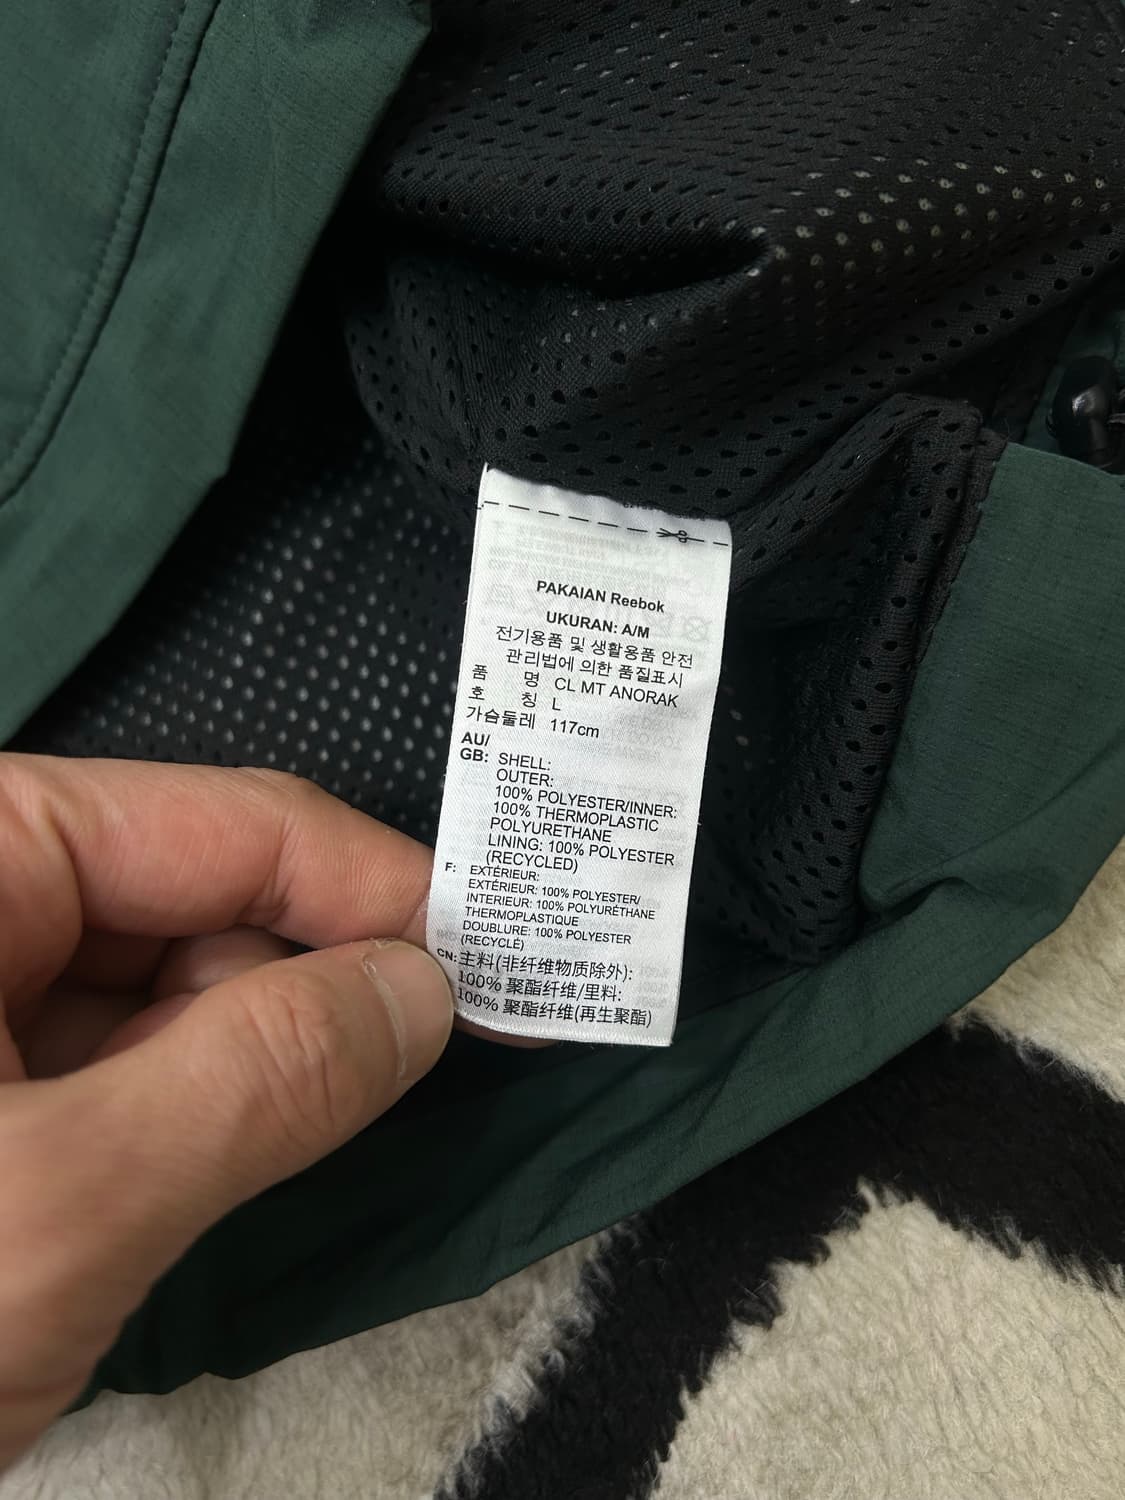 PAKAIAN Reebok
UKURAN: A/M
전기용품 및 생활용품 안전
관리법에 의한 품질표시
품 명 CL MT ANORAK
호 칭 L
가슴둘레 117cm
AU/
GB: SHELL:
OUTER:
100% POLYESTER/INNER:
100% THERMOPLASTIC
POLYURETHANE
LINING: 100% POLYESTER
(RECYCLED)
F: EXTÉRIEUR:
EXTÉRIEUR: 100% POLYESTER/
INTERIEUR: 100% POLYURÉTHANE
THERMOPLASTIQUE
DOUBLURE: 100% POLYESTER
(RECYCLÉ)
CN: 主料(非纤维物质除外):
100% 聚酯纤维/里料:
100% 聚酯纤维(再生聚酯)